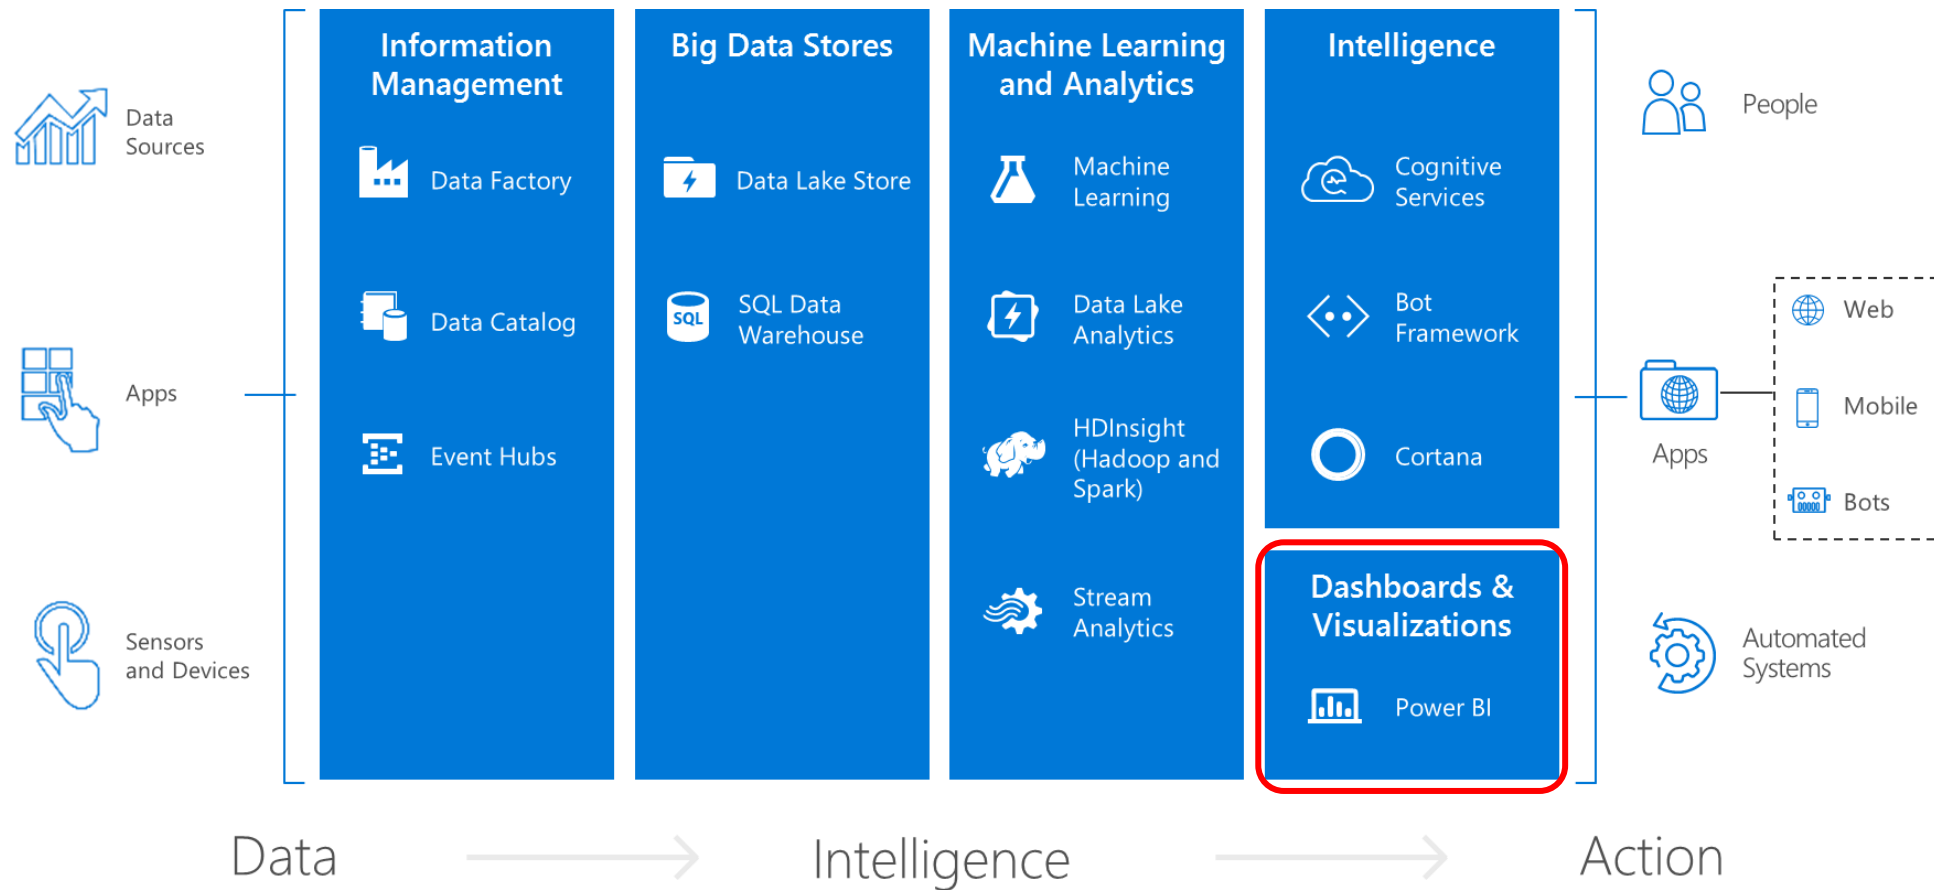 Data
Sources
Apps
Sensors
and Devices
Information
Management
Data Factory
Data Catalog
Event Hubs
Big Data Stores
Data Lake Store
SQL
SQL Data
Warehouse
Machine Learning
and Analytics
Machine
Learning
Data Lake
Analytics
HDInsight
(Hadoop and
Spark)
Stream
Analytics
Intelligence
Cognitive
Services
Bot
Framework
Cortana
Dashboards &
Visualizations
Power BI
People
Apps
Web
Mobile
Bots
Automated
Systems
Data
Intelligence
Action